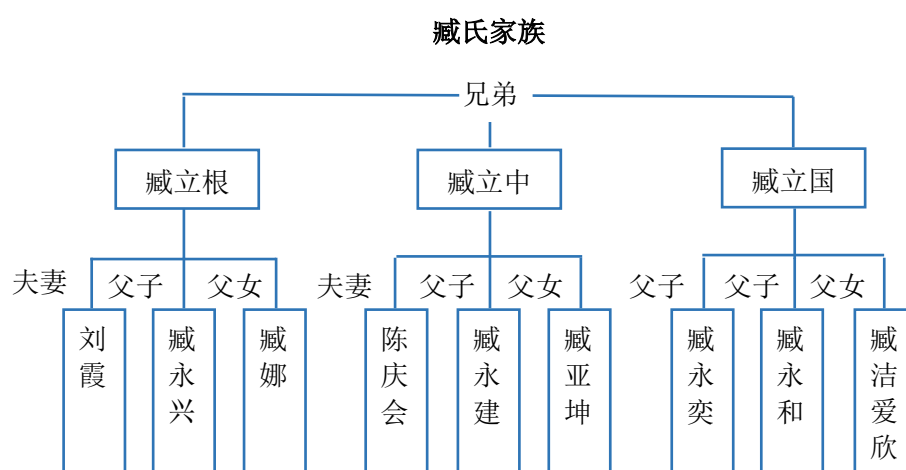 臧氏家族
兄弟
臧立根
臧立中
臧立国
夫妻
父子
父女
夫妻
父子
父女
父子
父子
父女
刘霞
臧永兴
臧娜
陈庆会
臧永建
臧亚坤
臧永奕
臧永和
臧洁爱欣